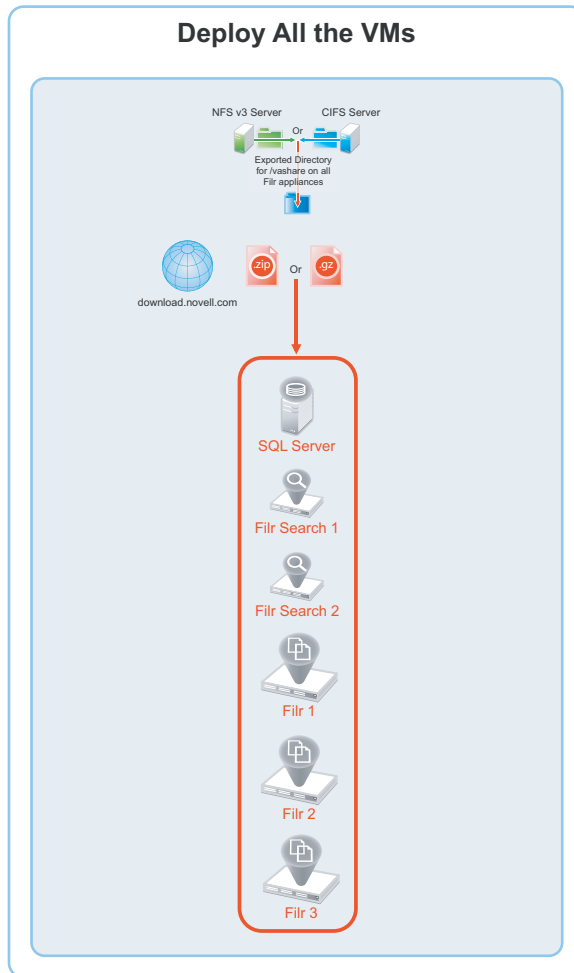 Deploy All the VMs
NFS v3 Server
CIFS Server
Or
Exported Directory
for /vashare on all
Filr appliances
.zip
Or
.gz
download.novell.com
SQL Server
Filr Search 1
Filr Search 2
Filr 1
Filr 2
Filr 3